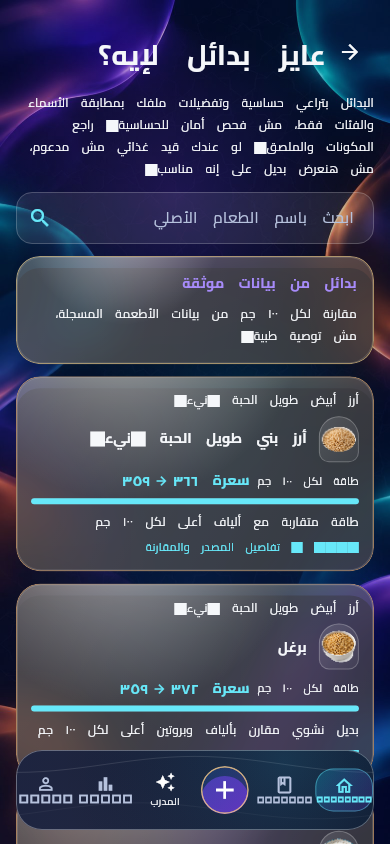 عايز بدائل لإيه؟
البدائل بتراعي حساسية وتفضيلات ملفك بمطابقة الأسماء
والفئات فقط، مش فحص أمان للحساسية راجع
المكونات والملصق لو عندك قيد غذائي مش مدعوم،
مش هنعرض بديل على إنه مناسب
ابحث باسم الطعام الأصلي
بدائل من بيانات موثقة
مقارنة لكل ١٠٠ جم من بيانات الأطعمة المسجلة،
مش توصية طبية
أرز أبيض طويل الحبة
أرز بني طويل الحبة
طاقة لكل ١٠٠ جم ٣٦٦ → ٣٥٩ سعرة
طاقة متقاربة مع ألياف أعلى لكل ١٠٠ جم
تفاصيل المصدر والمقارنة
أرز أبيض طويل الحبة
برغل
طاقة لكل ١٠٠ جم ٣٧٢ → ٣٥٩ سعرة
بديل نشوي مقارن بألياف وبروتين أعلى لكل ١٠٠ جم
المدرب